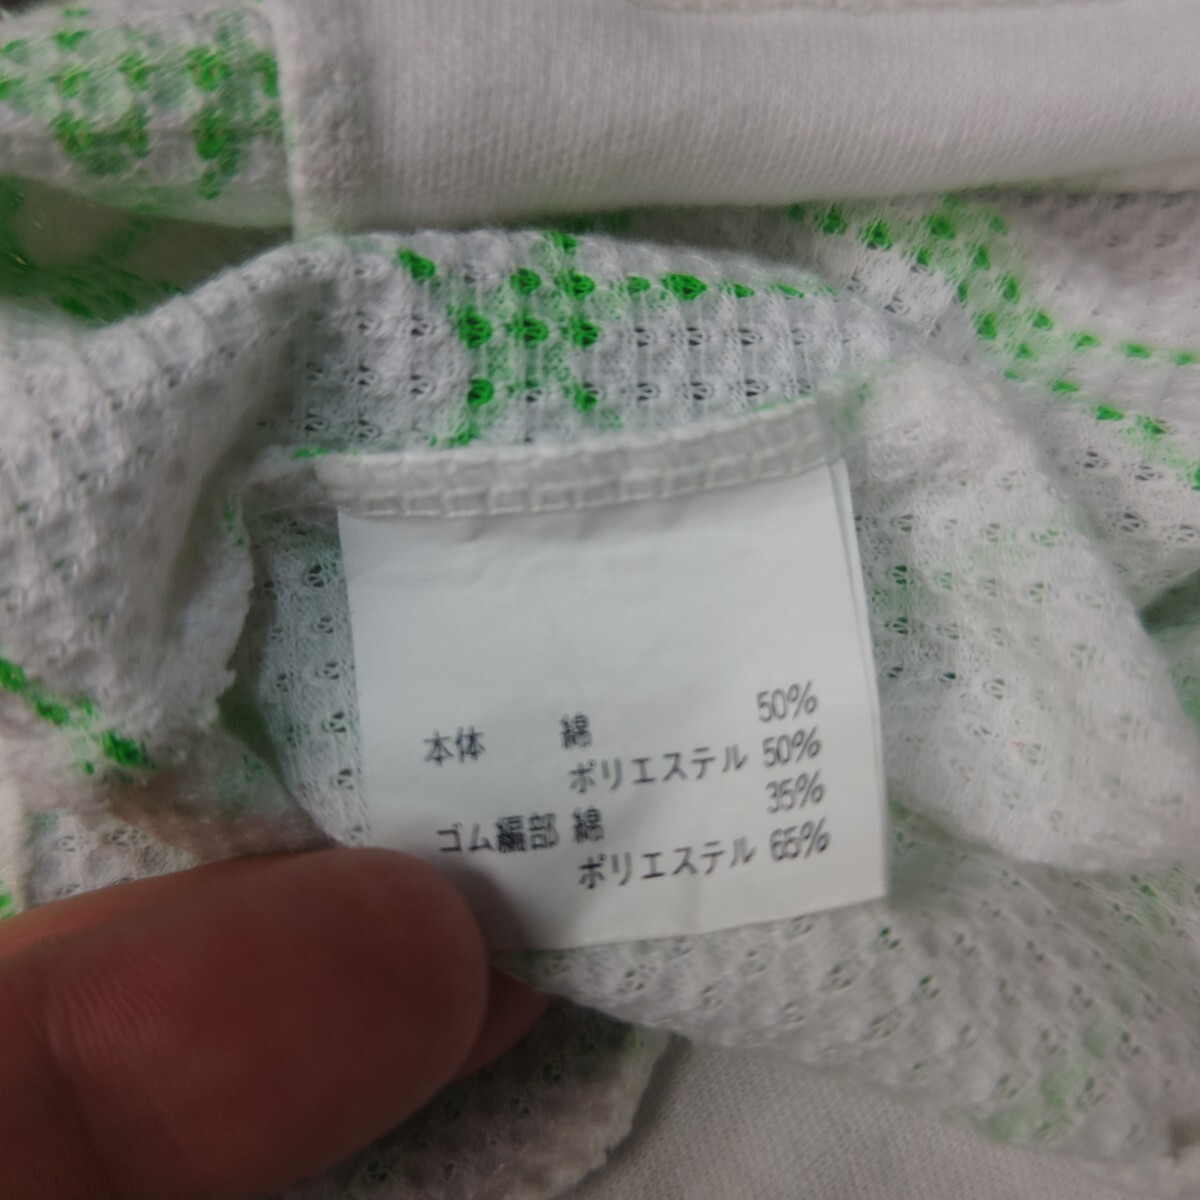 本体 綿 50%
ポリエステル 50%
ゴム編部 綿 35%
ポリエステル 65%